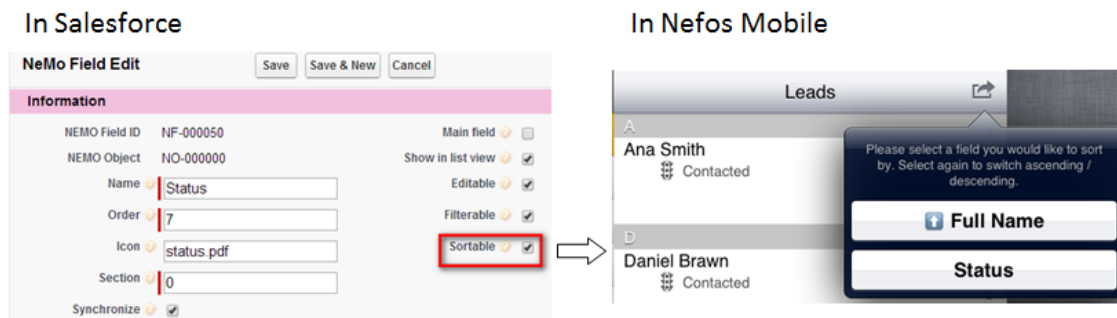 In Salesforce
NeMo Field Edit
Save
Save & New
Cancel
Information
NEMO Field ID NF-000050
NEMO Object NO-000000
Name Status
Order 7
Icon status.pdf
Section 0
Synchronize
Main field
Show in list view
Editable
Filterable
Sortable
In Nefos Mobile
Leads
A
Ana Smith
Contacted
D
Daniel Brawn
Contacted
Please select a field you would like to sort
by. Select again to switch ascending /
descending.
Full Name
Status